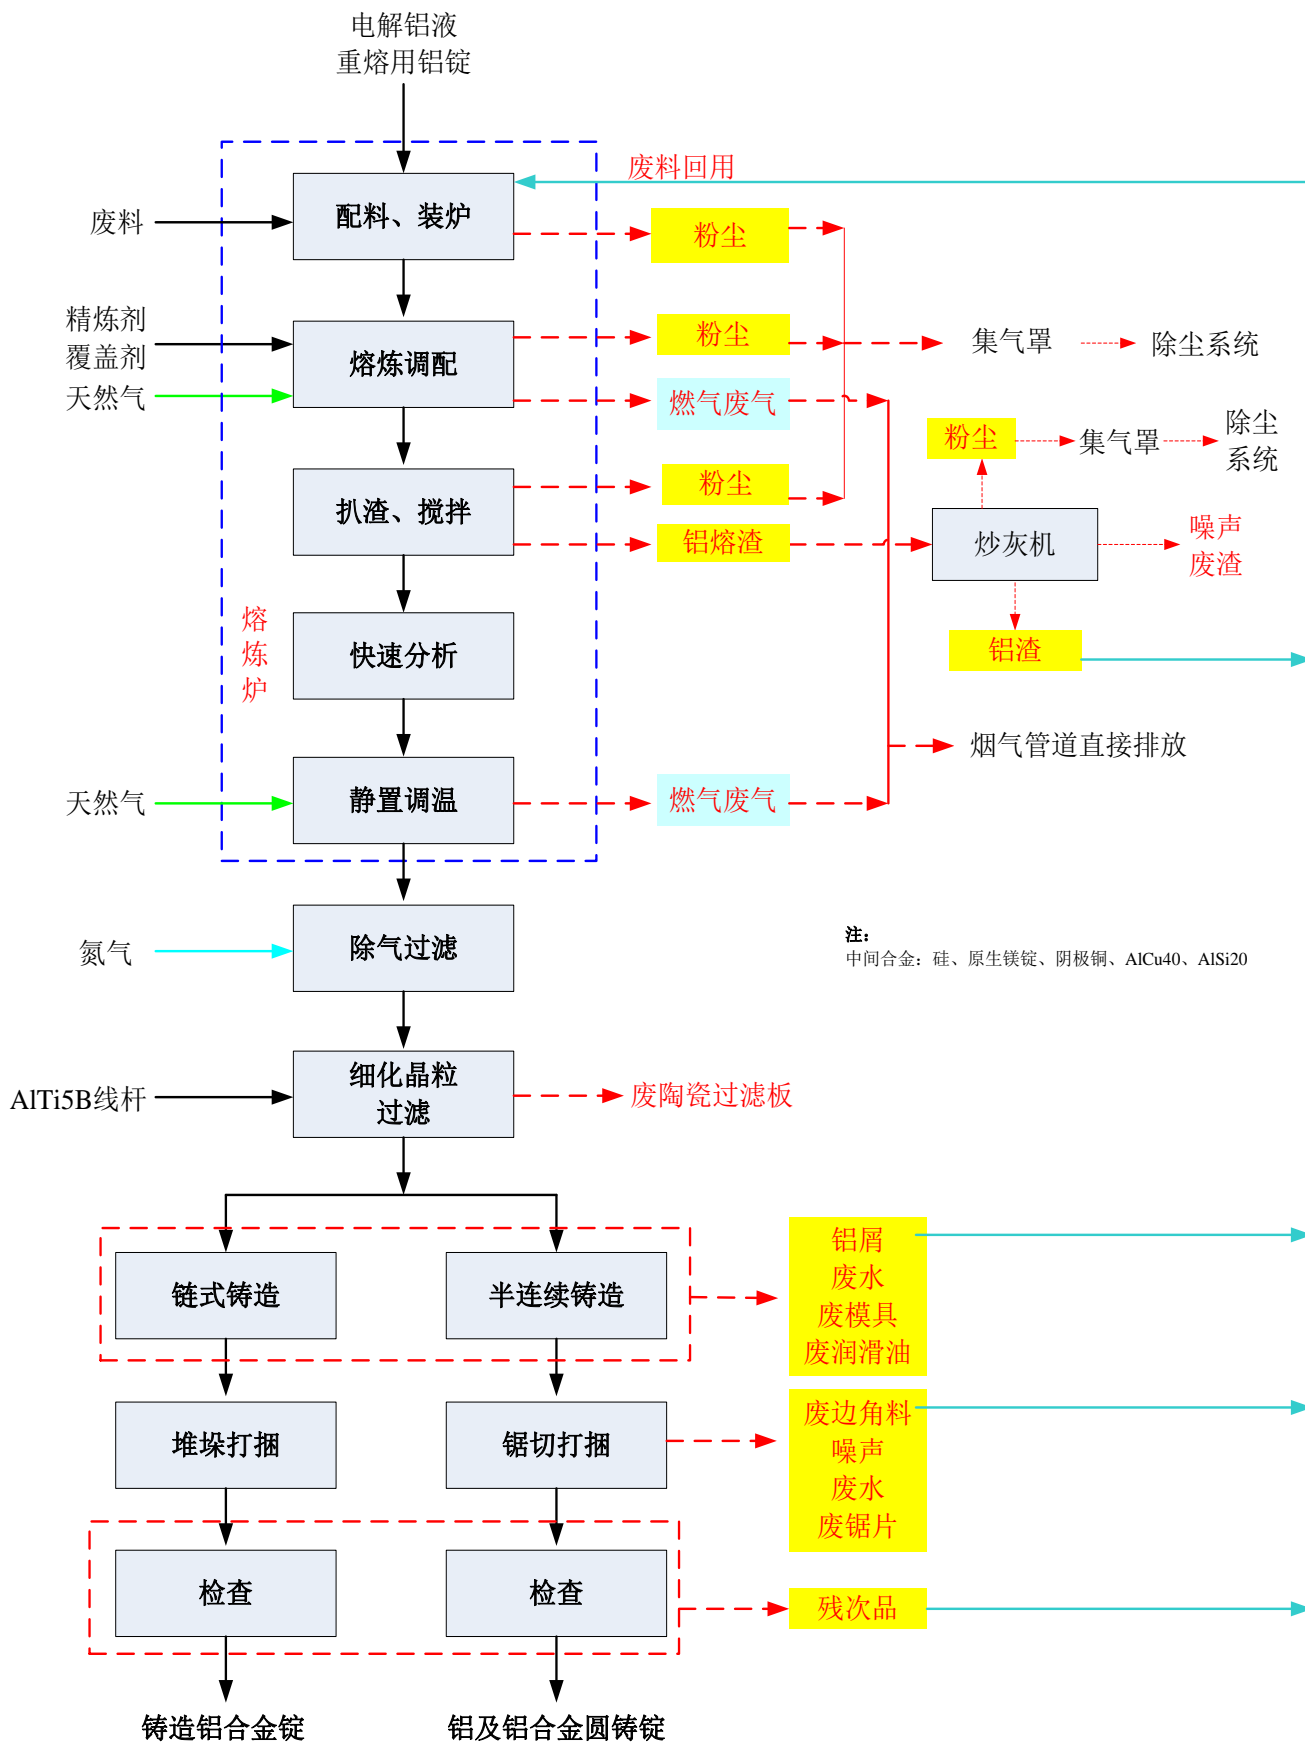 电解铝液
重熔用铝锭
废料回用
配料、装炉
废料
粉尘
精炼剂
覆盖剂
天然气
熔炼调配
粉尘
集气罩
除尘系统
燃气废气
粉尘
集气罩
除尘
系统
扒渣、搅拌
粉尘
铝熔渣
炒灰机
噪声
废渣
熔
炼
炉
快速分析
铝渣
烟气管道直接排放
天然气
静置调温
燃气废气
氮气
除气过滤
注：
中间合金：硅、原生镁锭、阴极铜、AlCu40、AlSi20
AlTi5B线杆
细化晶粒
过滤
废陶瓷过滤板
链式铸造
半连续铸造
铝屑
废水
废模具
废润滑油
堆垛打捆
锯切打捆
废边角料
噪声
废水
废锯片
检查
检查
残次品
铸造铝合金锭
铝及铝合金圆铸锭